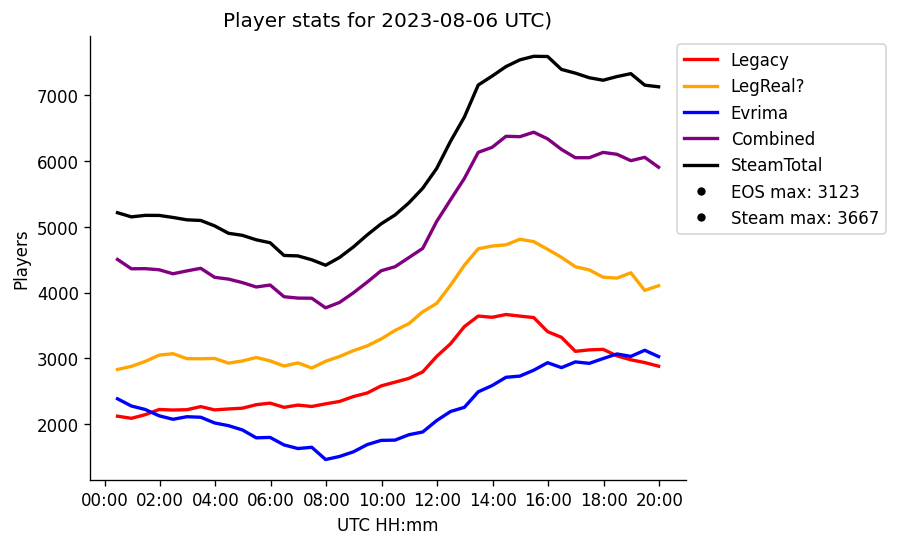 Player stats for 2023-08-06 UTC)
Legacy
LegReal?
Evrima
Combined
SteamTotal
EOS max: 3123
Steam max: 3667
7000
6000
5000
4000
3000
2000
Players
00:00 02:00 04:00 06:00 08:00 10:00 12:00 14:00 16:00 18:00 20:00
UTC HH:mm